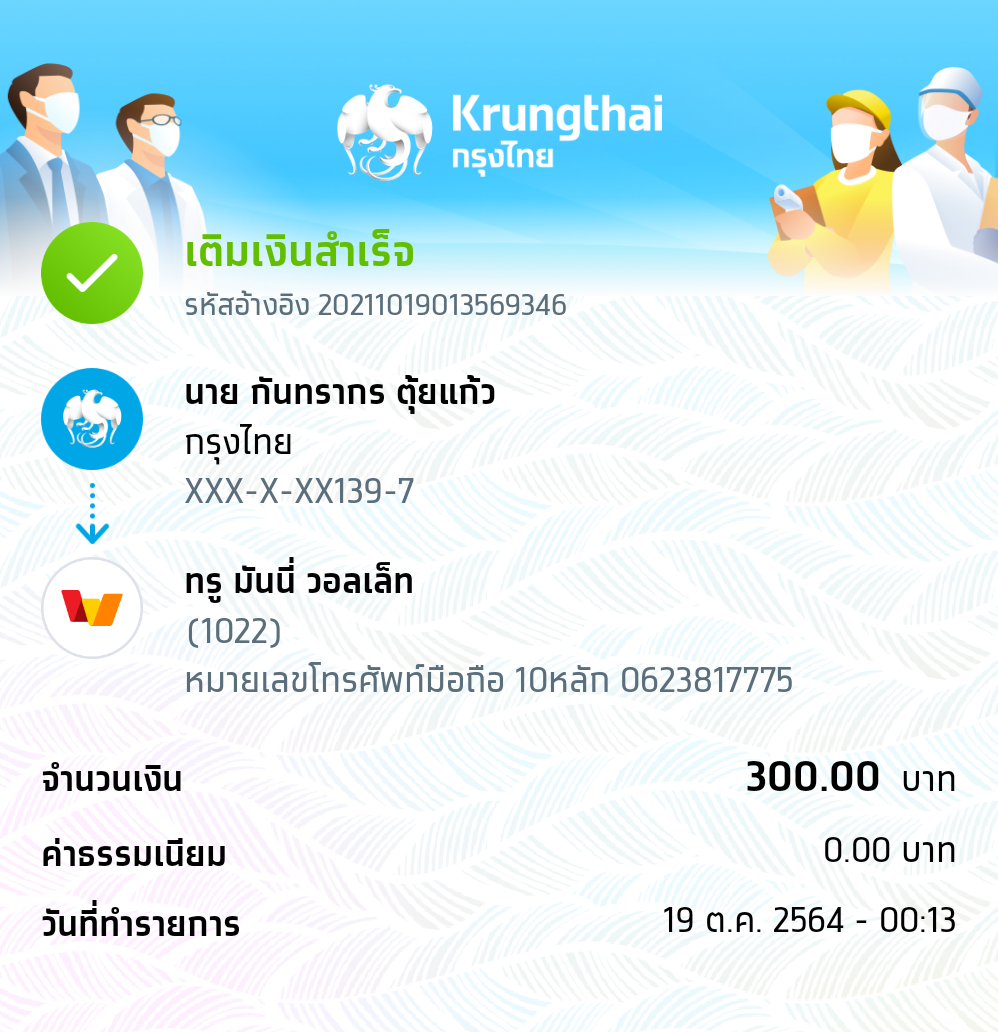 Krungthai
กรุงไทย
เติมเงินสำเร็จ
รหัสอ้างอิง 20211019013569346
นาย กันทรากร ตุ้ยแก้ว
กรุงไทย
XXX-X-XX139-7
ทรู มันนี่ วอลเล็ท
(1022)
หมายเลขโทรศัพท์มือถือ 10หลัก 0623817775
จำนวนเงิน 300.00 บาท
ค่าธรรมเนียม 0.00 บาท
วันที่ทำรายการ 19 ต.ค. 2564 - 00:13